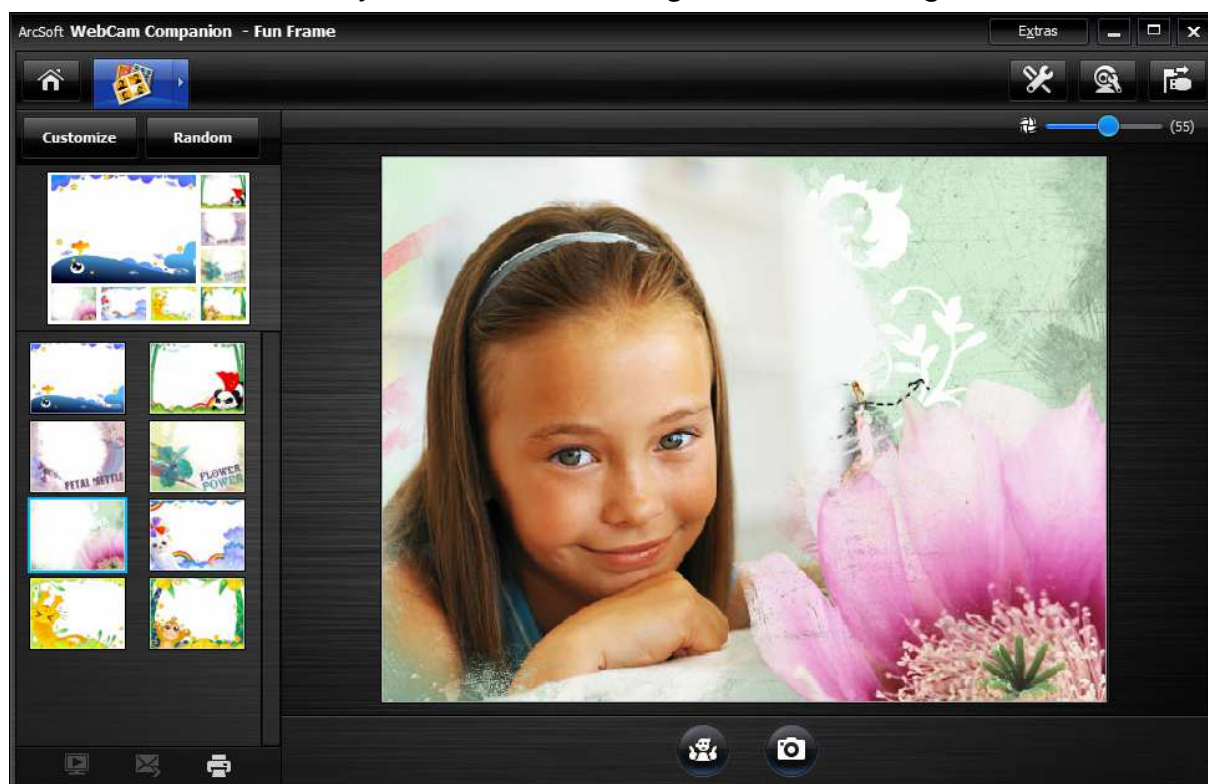 ArcSoft WebCam Companion - Fun Frame
Extras
Customize Random
(55)
PETAL METTLE
FLOWER
POWER